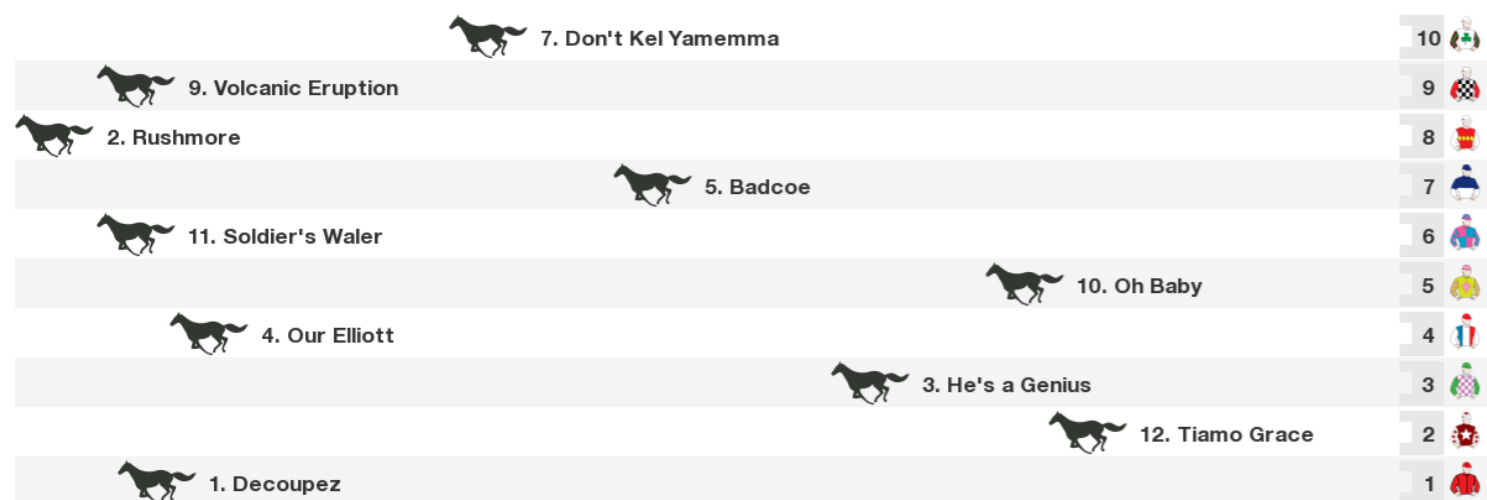 7. Don't Kel Yamemma 10
9. Volcanic Eruption 9
2. Rushmore 8
5. Badcoe 7
11. Soldier's Waler 6
10. Oh Baby 5
4. Our Elliott 4
3. He's a Genius 3
12. Tiamo Grace 2
1. Decoupez 1